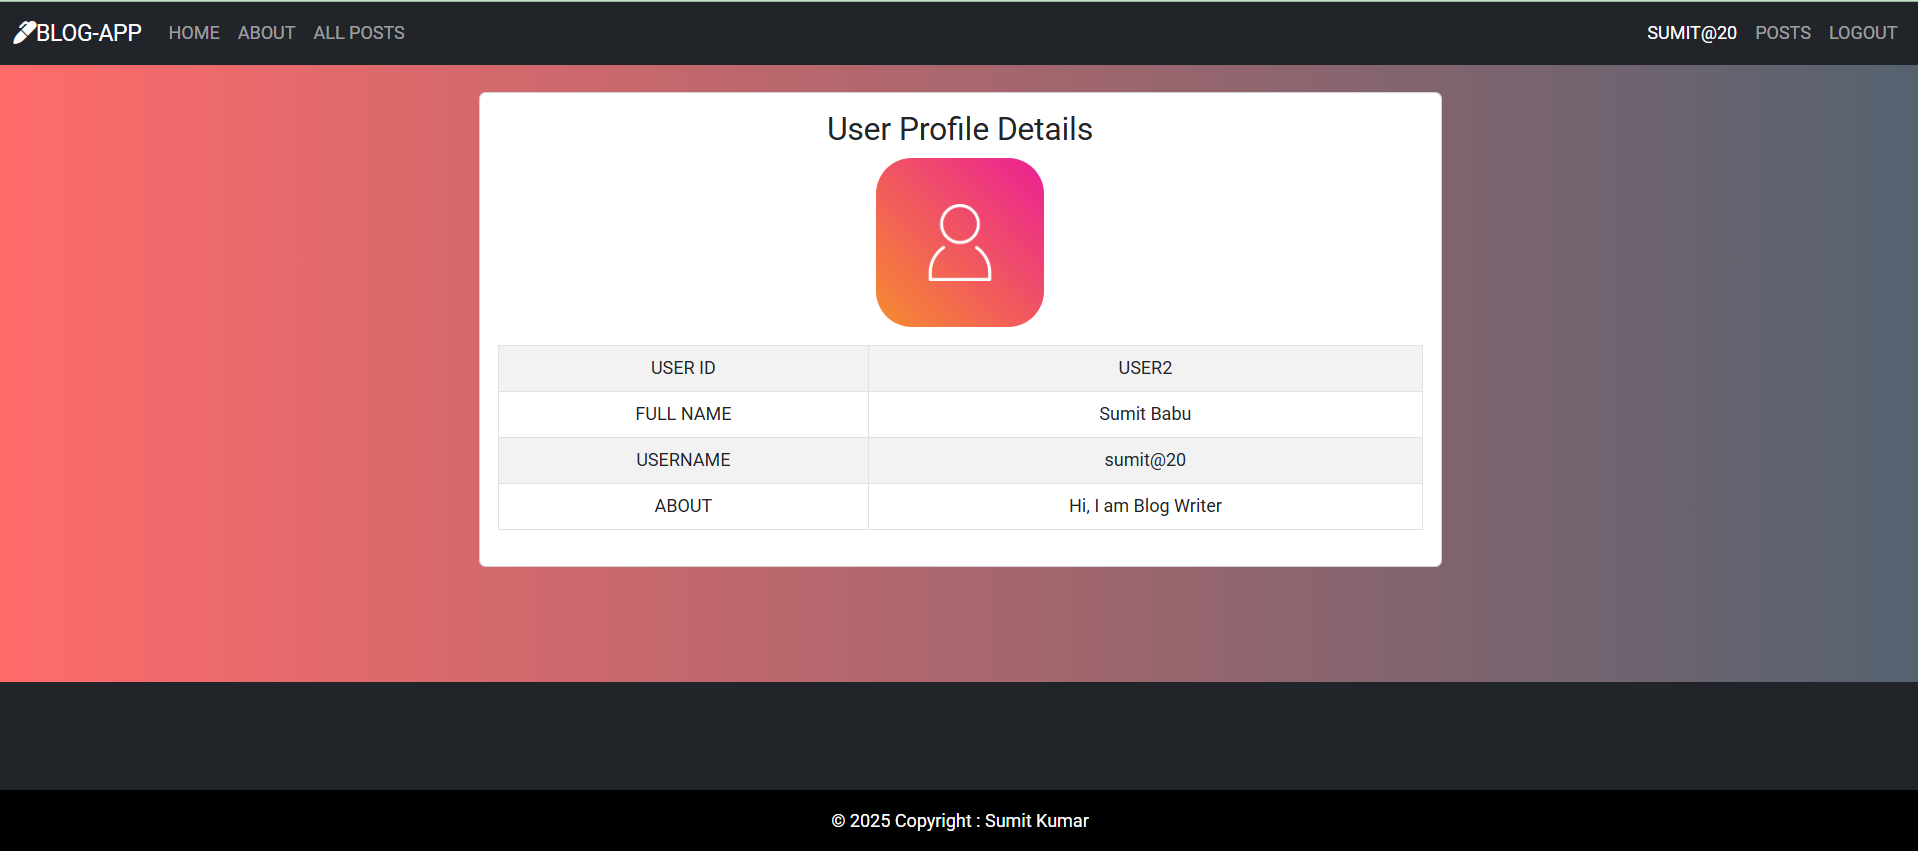 BLOG-APP HOME ABOUT ALL POSTS SUMIT@20 POSTS LOGOUT
User Profile Details
USER ID USER2
FULL NAME Sumit Babu
USERNAME sumit@20
ABOUT Hi, I am Blog Writer
© 2025 Copyright : Sumit Kumar